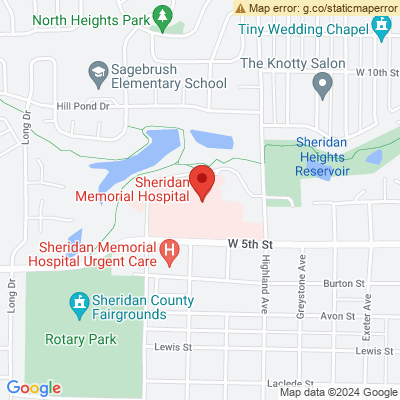 Map error: g.co/staticmaperror
North Heights Park
Tiny Wedding Chapel
The Knotty Salon
W 10th St
Sagebrush
Elementary School
Hill Pond Dr
Long Dr
Sheridan
Heights
Reservoir
Sheridan
Memorial Hospital
W 5th St
Sheridan Memorial
Hospital Urgent Care
H
Highland Ave
Greystone Ave
Exeter Ave
Long Dr
Burton St
Sheridan County
Fairgrounds
Avon St
Rotary Park
Lewis St
Lewis St
Laclede St
Google
Map data ©2024 Google